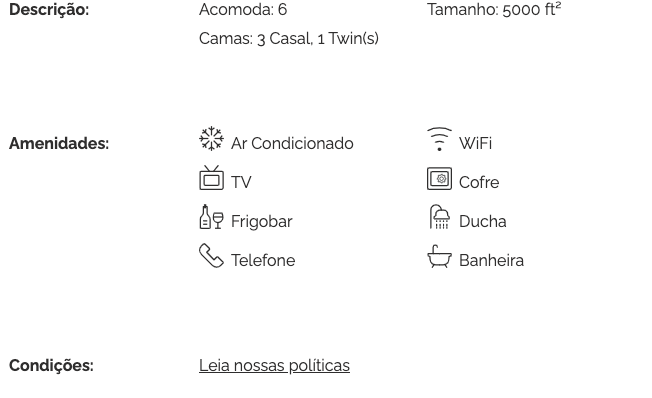 Descrição: Acomoda: 6 Tamanho: 5000 ft²
Camas: 3 Casal, 1 Twin(s)
Amenidades: Ar Condicionado WiFi
TV Cofre
Frigobar Ducha
Telefone Banheira
Condições: Leia nossas políticas